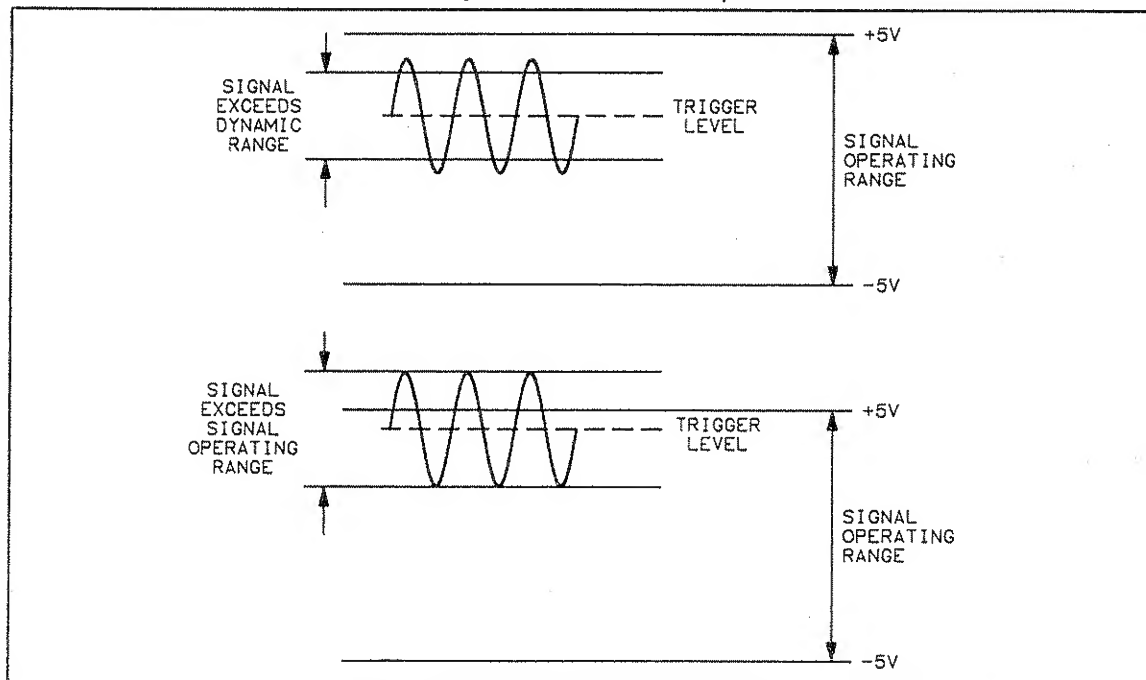 +5V
SIGNAL
EXCEEDS
DYNAMIC
RANGE
TRIGGER
LEVEL
SIGNAL
OPERATING
RANGE
-5V
SIGNAL
EXCEEDS
SIGNAL
OPERATING
RANGE
+5V
TRIGGER
LEVEL
SIGNAL
OPERATING
RANGE
-5V